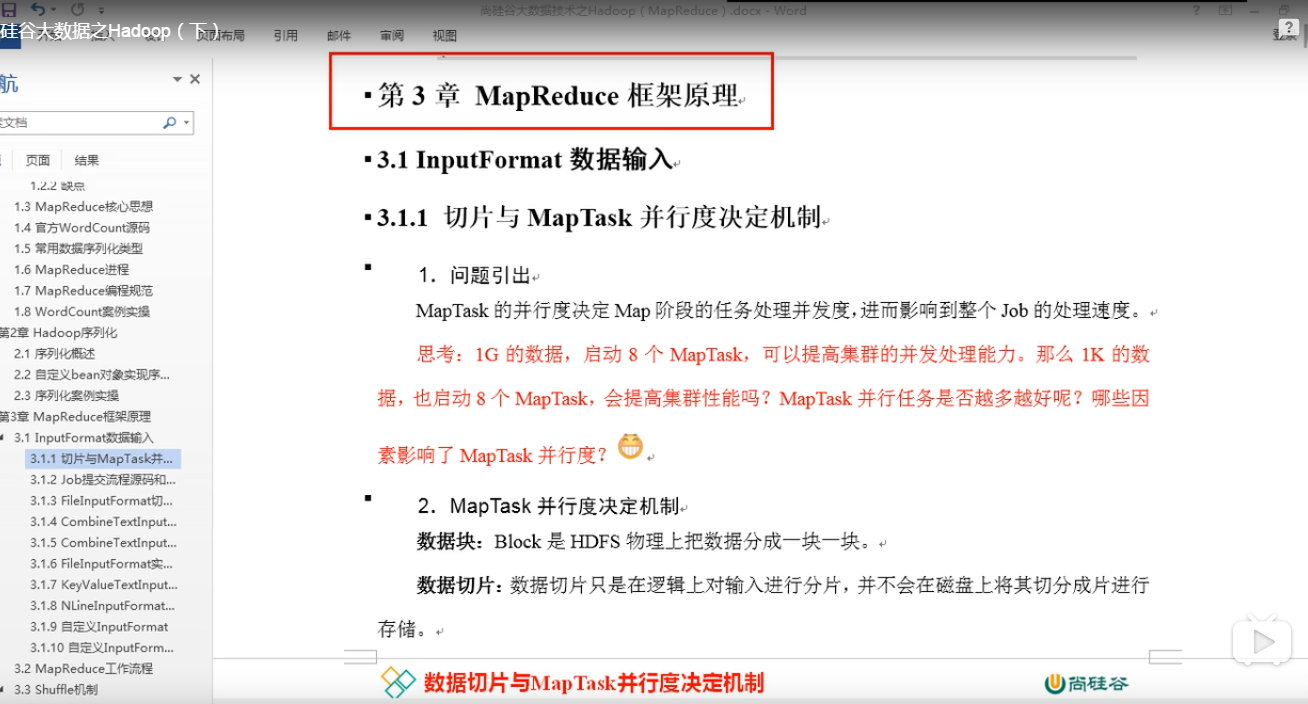 尚硅谷大数据技术之Hadoop（MapReduce）.docx - Word
硅谷大数据之Hadoop（下）
页面布局
引用
邮件
审阅
视图
登录
航
文档
页面
结果
1.2.2 缺点
1.3 MapReduce核心思想
1.4 官方WordCount源码
1.5 常用数据序列化类型
1.6 MapReduce进程
1.7 MapReduce编程规范
1.8 WordCount案例实操
第2章 Hadoop序列化
2.1 序列化概述
2.2 自定义bean对象实现序...
2.3 序列化案例实操
第3章 MapReduce框架原理
3.1 InputFormat数据输入
3.1.1 切片与MapTask并...
3.1.2 Job提交流程源码和...
3.1.3 FileInputFormat切...
3.1.4 CombineTextInput...
3.1.5 CombineTextInput...
3.1.6 FileInputFormat实...
3.1.7 KeyValueTextInput...
3.1.8 NLineInputFormat...
3.1.9 自定义InputFormat
3.1.10 自定义InputForm...
3.2 MapReduce工作流程
3.3 Shuffle机制
第 3 章 MapReduce 框架原理
3.1 InputFormat 数据输入
3.1.1 切片与 MapTask 并行度决定机制
1．问题引出
MapTask 的并行度决定 Map 阶段的任务处理并发度，进而影响到整个 Job 的处理速度。
思考：1G 的数据，启动 8 个 MapTask，可以提高集群的并发处理能力。那么 1K 的数
据，也启动 8 个 MapTask，会提高集群性能吗？MapTask 并行任务是否越多越好呢？哪些因
素影响了 MapTask 并行度？
2．MapTask 并行度决定机制
数据块：Block 是 HDFS 物理上把数据分成一块一块。
数据切片：数据切片只是在逻辑上对输入进行分片，并不会在磁盘上将其切分成片进行
存储。
数据切片与MapTask并行度决定机制
尚硅谷